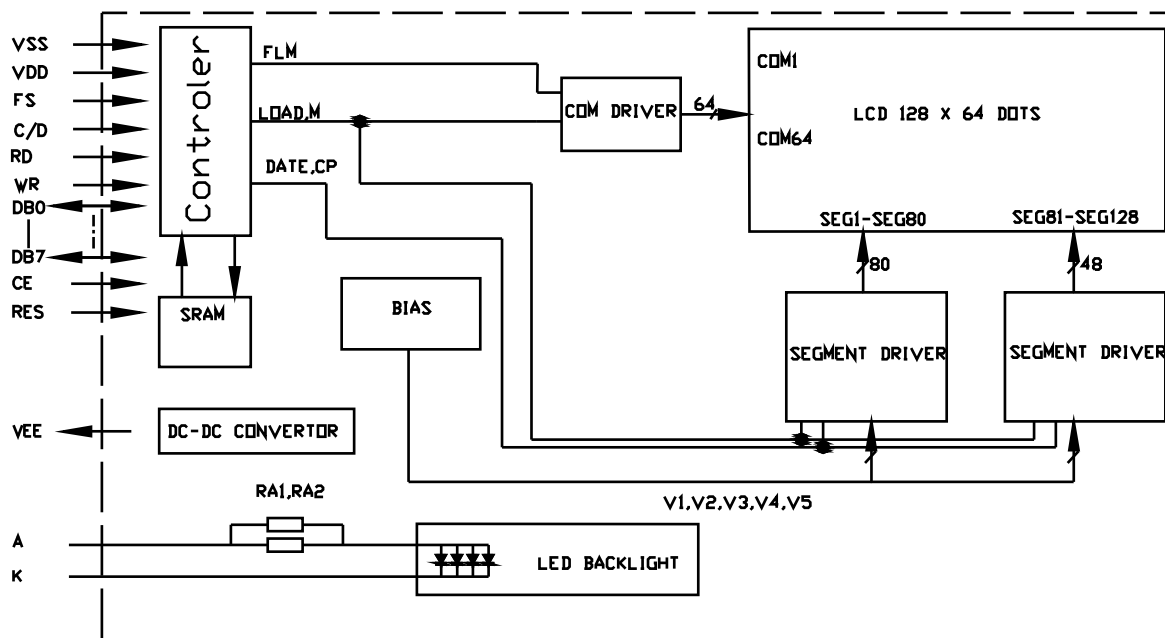 VSS
VDD
FS
C/D
RD
WR
DB0
DB7
CE
RES
VEE
A
K
Controler
SRAM
FLM
LOAD,M
DATE,CP
COM DRIVER
64
COM1
LCD 128 X 64 DOTS
COM64
SEG1-SEG80
SEG81-SEG128
80
48
BIAS
SEGMENT DRIVER
SEGMENT DRIVER
DC-DC CONVERTOR
V1,V2,V3,V4,V5
RA1,RA2
LED BACKLIGHT